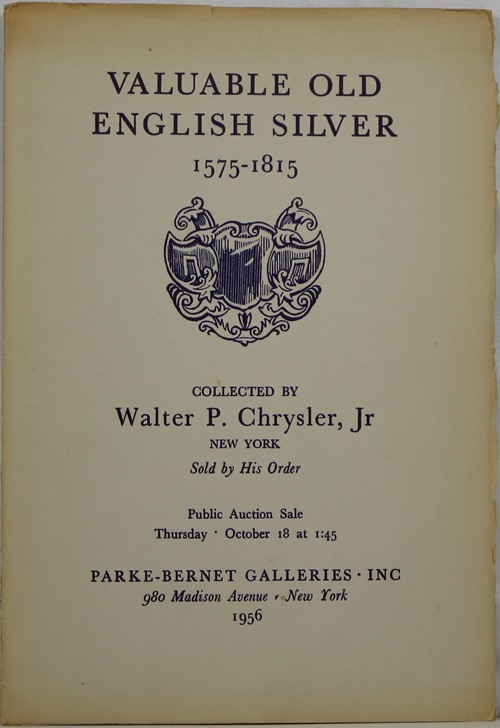 VALUABLE OLD
ENGLISH SILVER
1575-1815
COLLECTED BY
Walter P. Chrysler, Jr
NEW YORK
Sold by His Order
Public Auction Sale
Thursday · October 18 at 1:45
PARKE-BERNET GALLERIES · INC
980 Madison Avenue · New York
1956